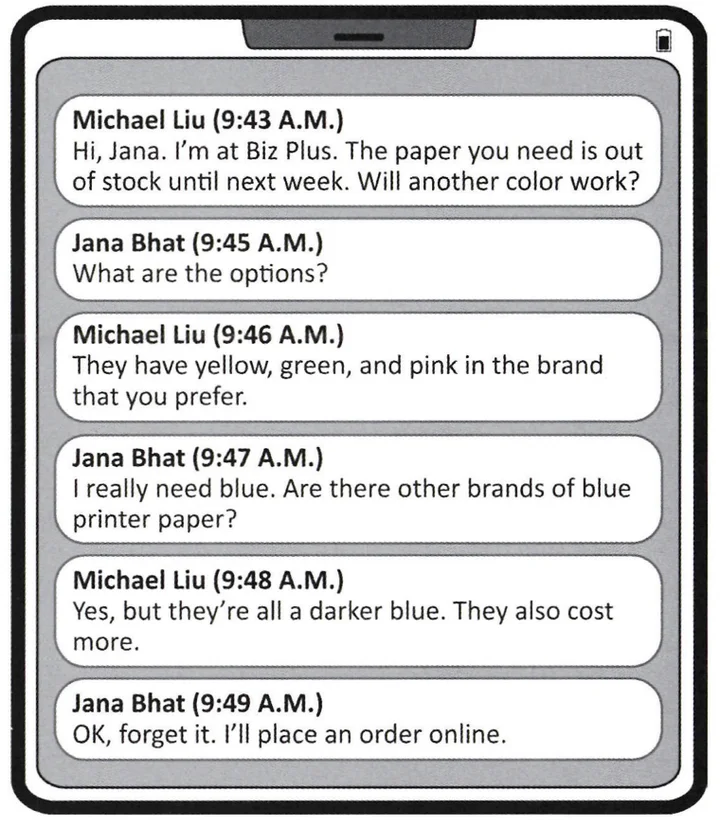 Michael Liu (9:43 A.M.)
Hi, Jana. I'm at Biz Plus. The paper you need is out
of stock until next week. Will another color work?
Jana Bhat (9:45 A.M.)
What are the options?
Michael Liu (9:46 A.M.)
They have yellow, green, and pink in the brand
that you prefer.
Jana Bhat (9:47 A.M.)
I really need blue. Are there other brands of blue
printer paper?
Michael Liu (9:48 A.M.)
Yes, but they're all a darker blue. They also cost
more.
Jana Bhat (9:49 A.M.)
OK, forget it. I'll place an order online.